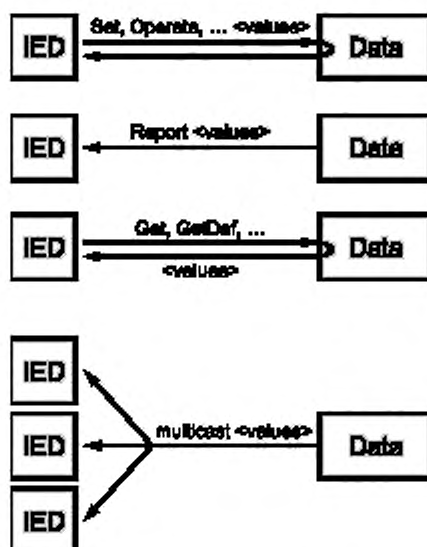 IED
Set, Operate, ... <values>
Data
IED
Report <values>
Data
IED
Get, GetDef, ...
<values>
Data
IED
IED
multicast <values>
Data
IED